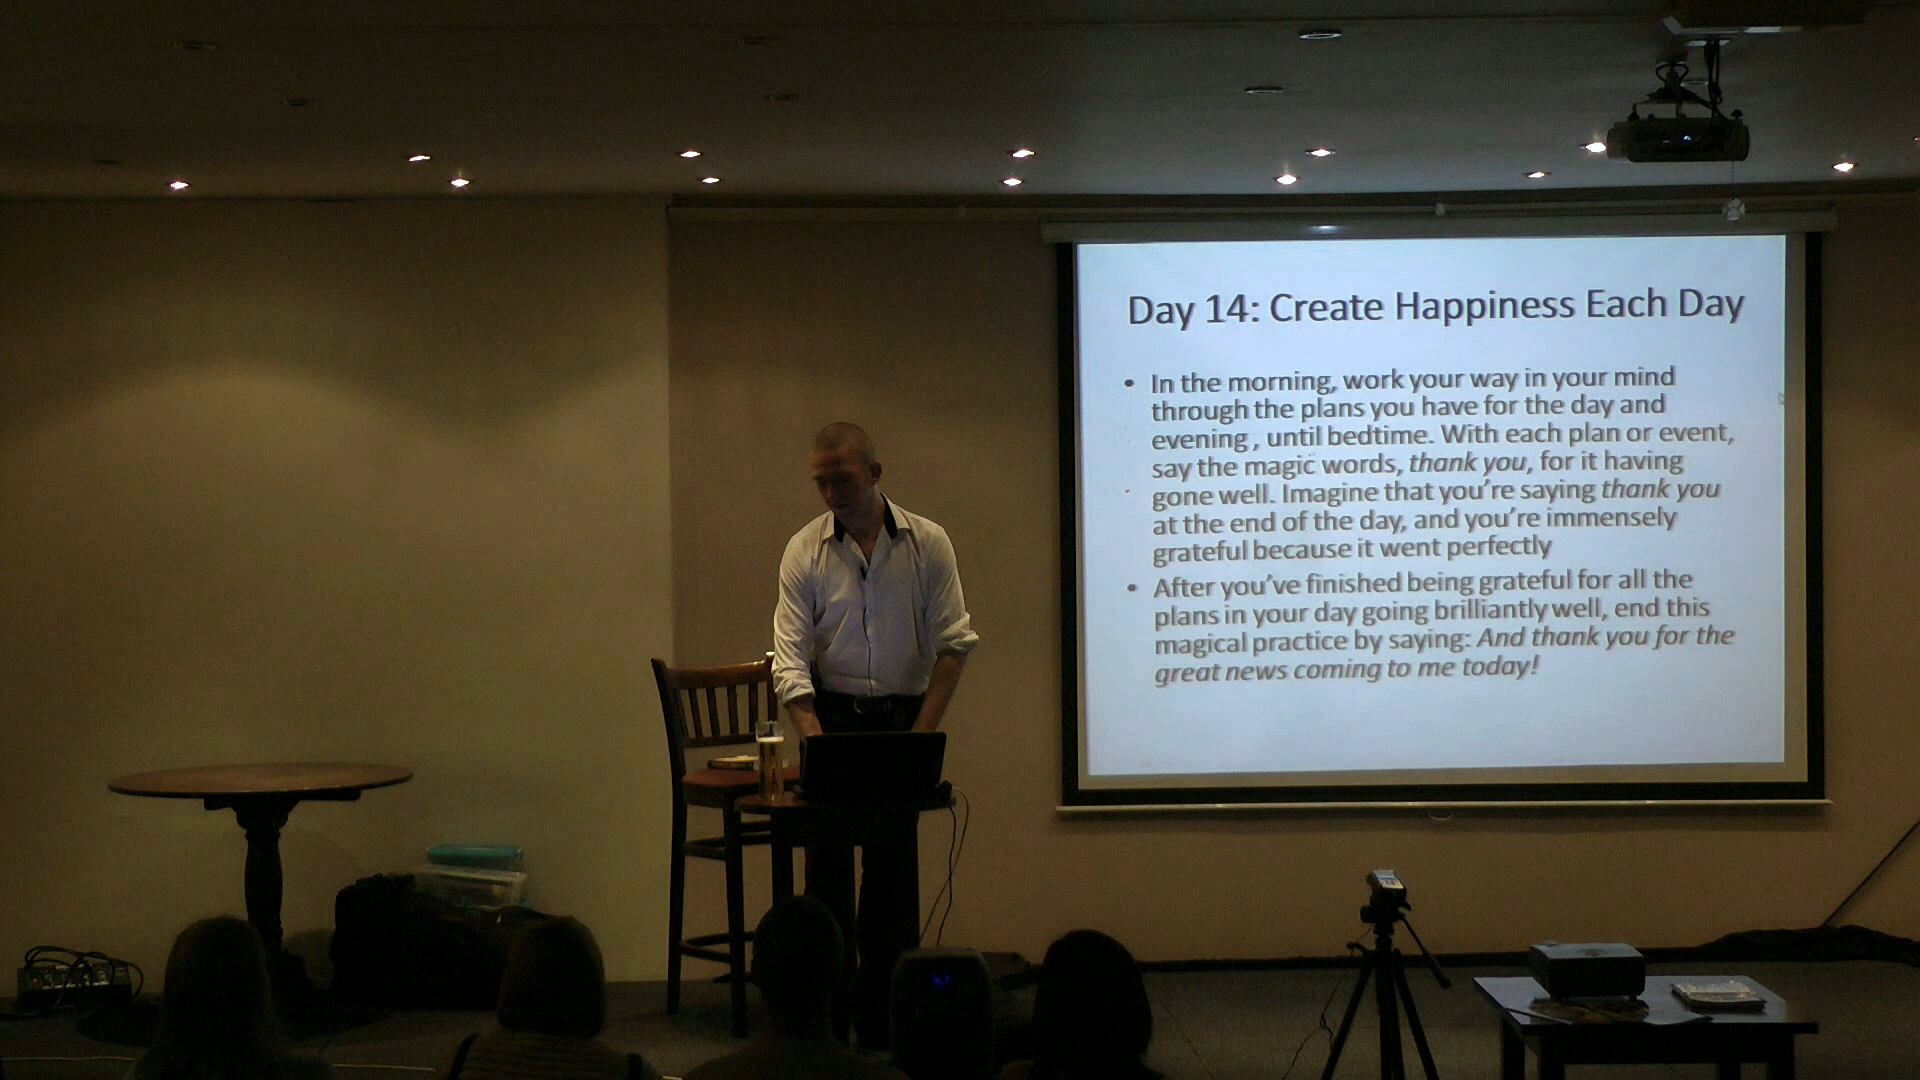 Day 14: Create Happiness Each Day
• In the morning, work your way in your mind
through the plans you have for the day and
evening , until bedtime. With each plan or event,
say the magic words, thank you, for it having
gone well. Imagine that you're saying thank you
at the end of the day, and you're immensely
grateful because it went perfectly
• After you've finished being grateful for all the
plans in your day going brilliantly well, end this
magical practice by saying: And thank you for the
great news coming to me today!